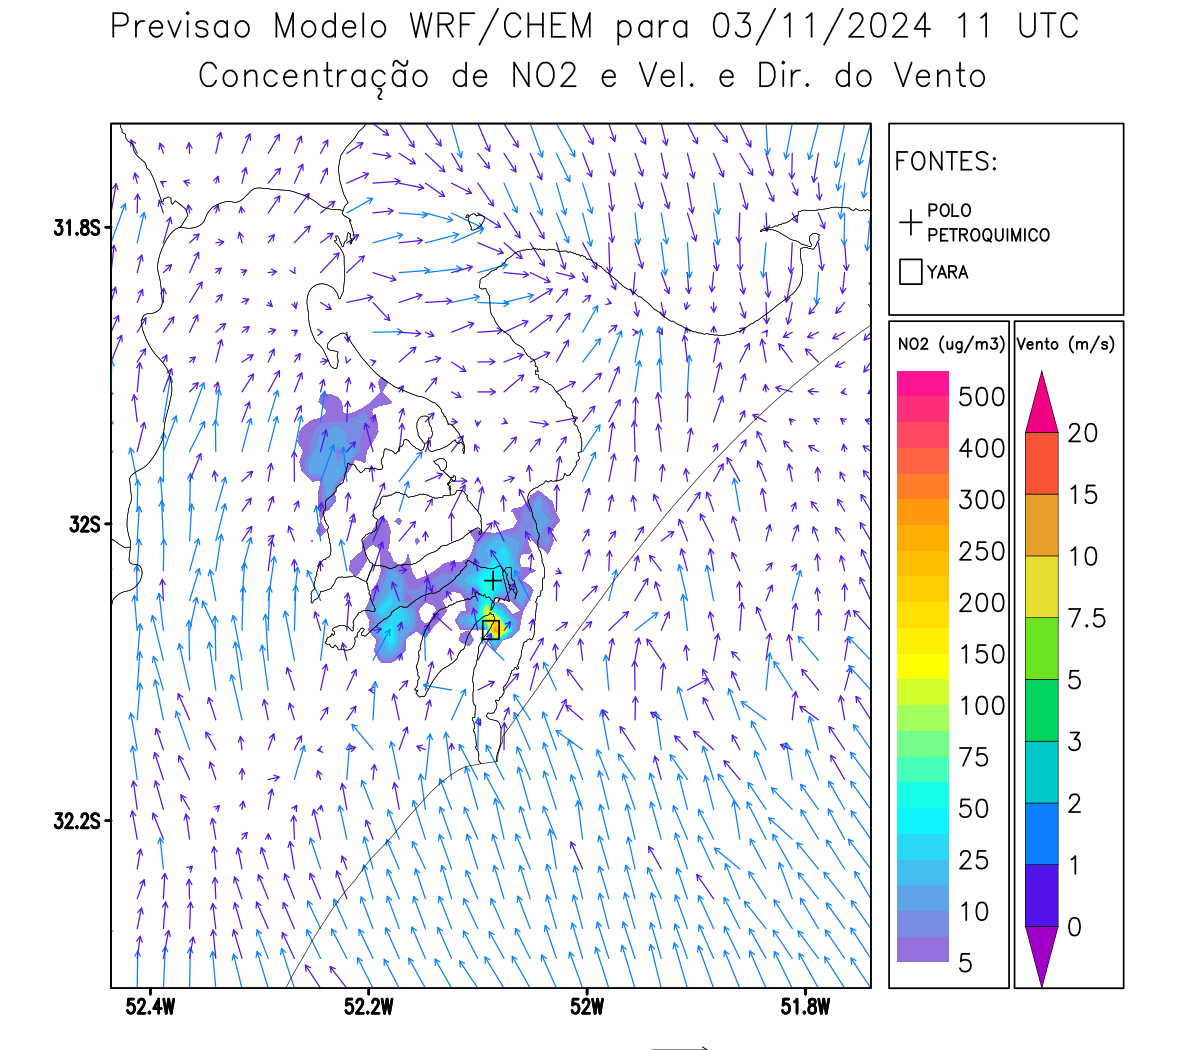 Previsao Modelo WRF/CHEM para 03/11/2024 11 UTC
Concentração de NO2 e Vel. e Dir. do Vento
FONTES:
POLO
PETROQUIMICO
YARA
31.8S
32S
32.2S
52.4W
52.2W
52W
51.8W
NO2 (ug/m3)
500
400
300
250
200
150
100
75
50
25
10
5
Vento (m/s)
20
15
10
7.5
5
3
2
1
0